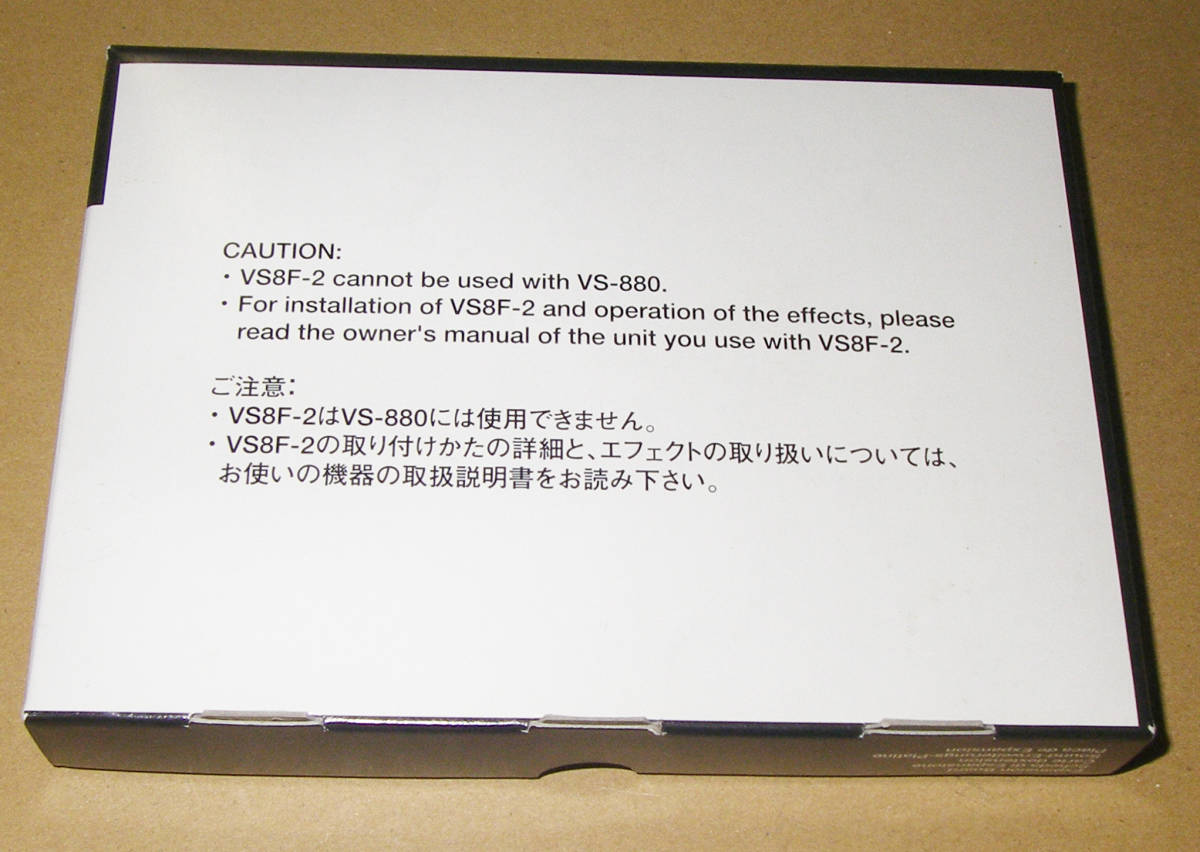 CAUTION:
・VS8F-2 cannot be used with VS-880.
・For installation of VS8F-2 and operation of the effects, please
read the owner's manual of the unit you use with VS8F-2.
ご注意：
・VS8F-2はVS-880には使用できません。
・VS8F-2の取り付けかたの詳細と、エフェクトの取り扱いについては、
お使いの機器の取扱説明書をお読み下さい。
Expansion Board
Placa de Expansion